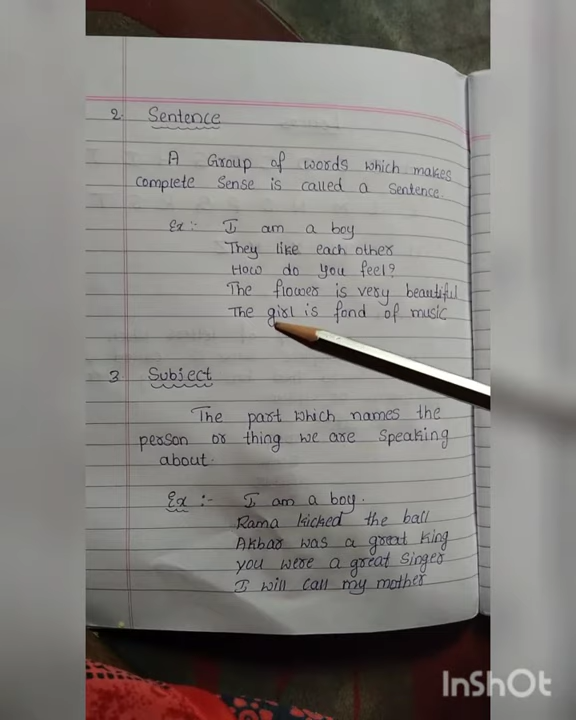 2. Sentence
A Group of words which makes
complete Sense is called a Sentence
Ex :- I am a boy
They like each other
How do you feel?
The flower is very beautiful
The girl is fond of music
3 Subject
The part which names the
person or thing we are speaking
about.
Ex :- I am a boy.
Rama kicked the ball
Akbar was a great king
you were a great singer
I will call my mother
InShOt